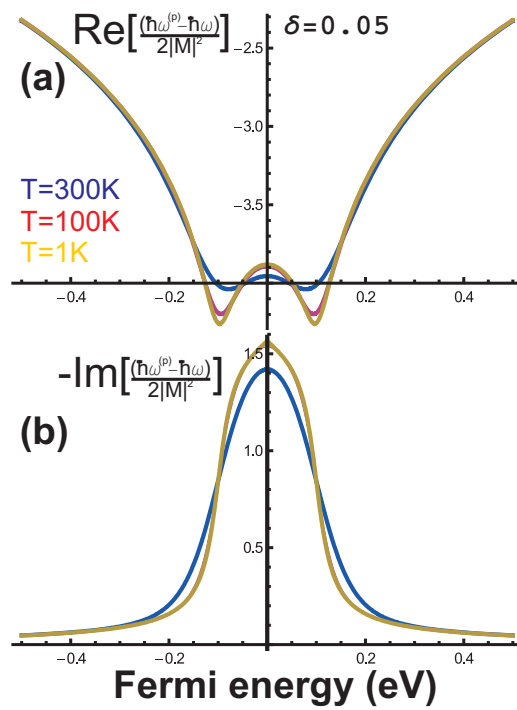 Re[(ħω^(p)−ħω)/2|M|²] δ=0.05
(a)
−2.5
−3.0
−3.5
T=300K
T=100K
T=1K
−0.4 −0.2 0.2 0.4
-Im[(ħω^(p)−ħω)/2|M|²]
(b)
1.5
1.0
0.5
−0.4 −0.2 0.2 0.4
Fermi energy (eV)